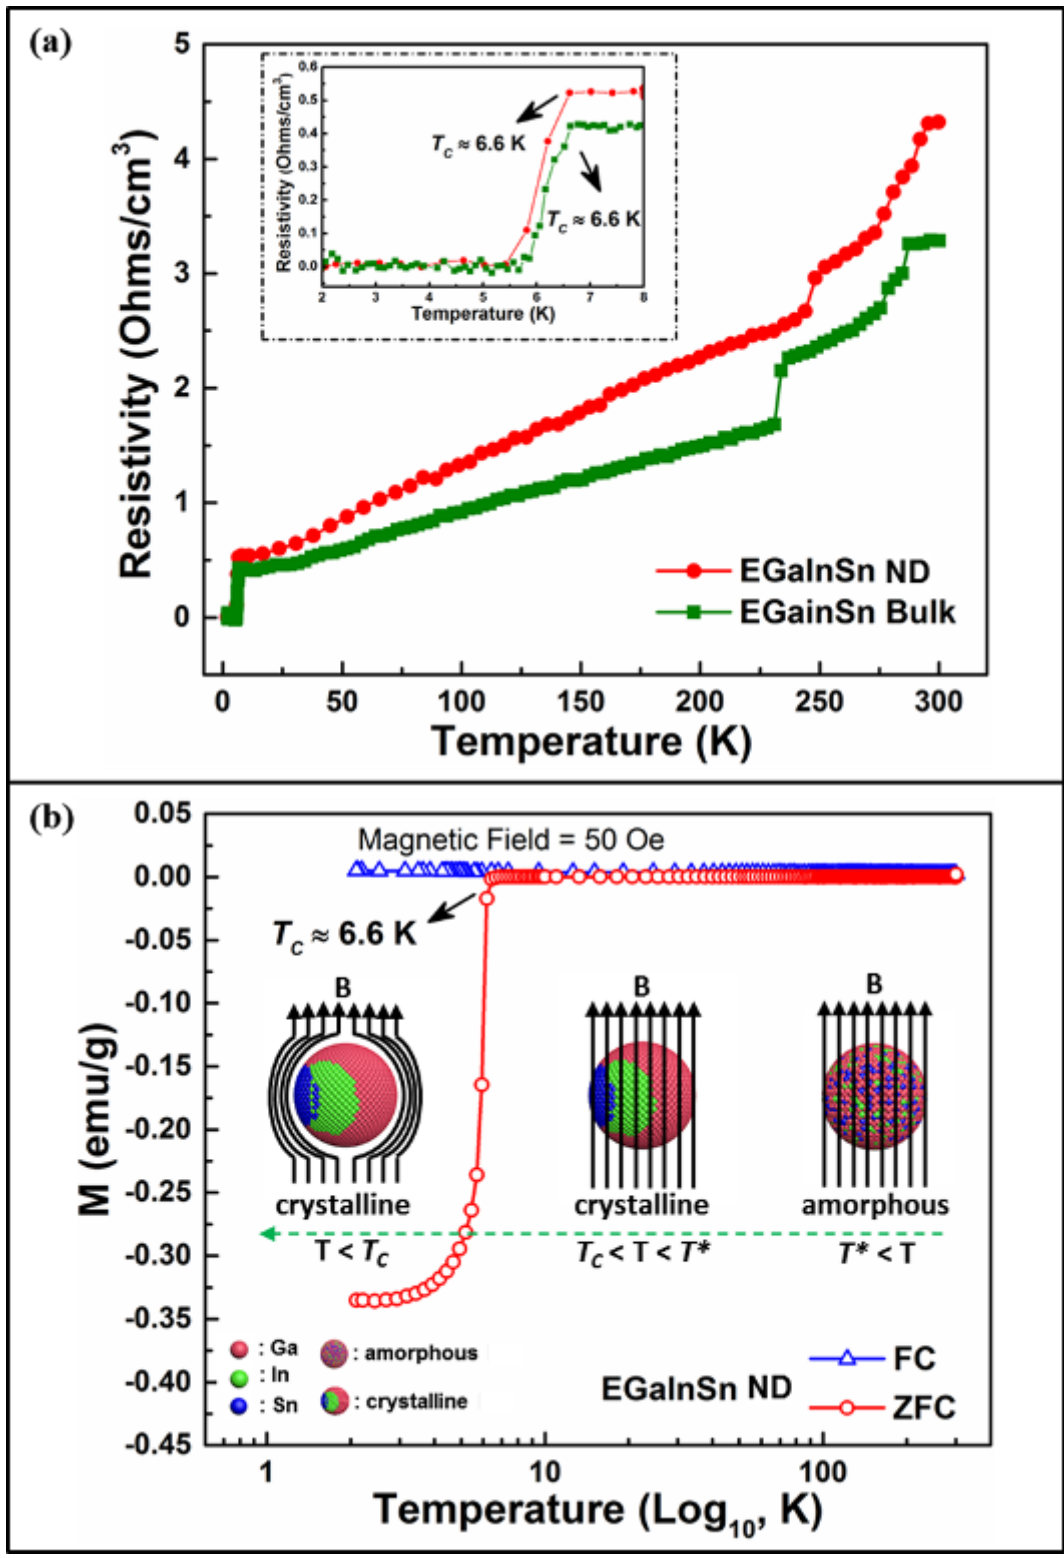 (a)
5
4
3
2
1
0
Resistivity (Ohms/cm³)
0.6
0.5
0.4
0.3
0.2
0.1
0.0
Resistivity (Ohms/cm³)
T_C ≈ 6.6 K
T_C ≈ 6.6 K
2 3 4 5 6 7 8
Temperature (K)
EGaInSn ND
EGainSn Bulk
0 50 100 150 200 250 300
Temperature (K)
(b)
0.05
0.00
-0.05
-0.10
-0.15
-0.20
-0.25
-0.30
-0.35
-0.40
-0.45
M (emu/g)
Magnetic Field = 50 Oe
T_C ≈ 6.6 K
B B B
crystalline crystalline amorphous
T < T_C T_C < T < T* T* < T
: Ga : amorphous
: In
: Sn : crystalline
EGaInSn ND
FC
ZFC
1 10 100
Temperature (Log₁₀, K)